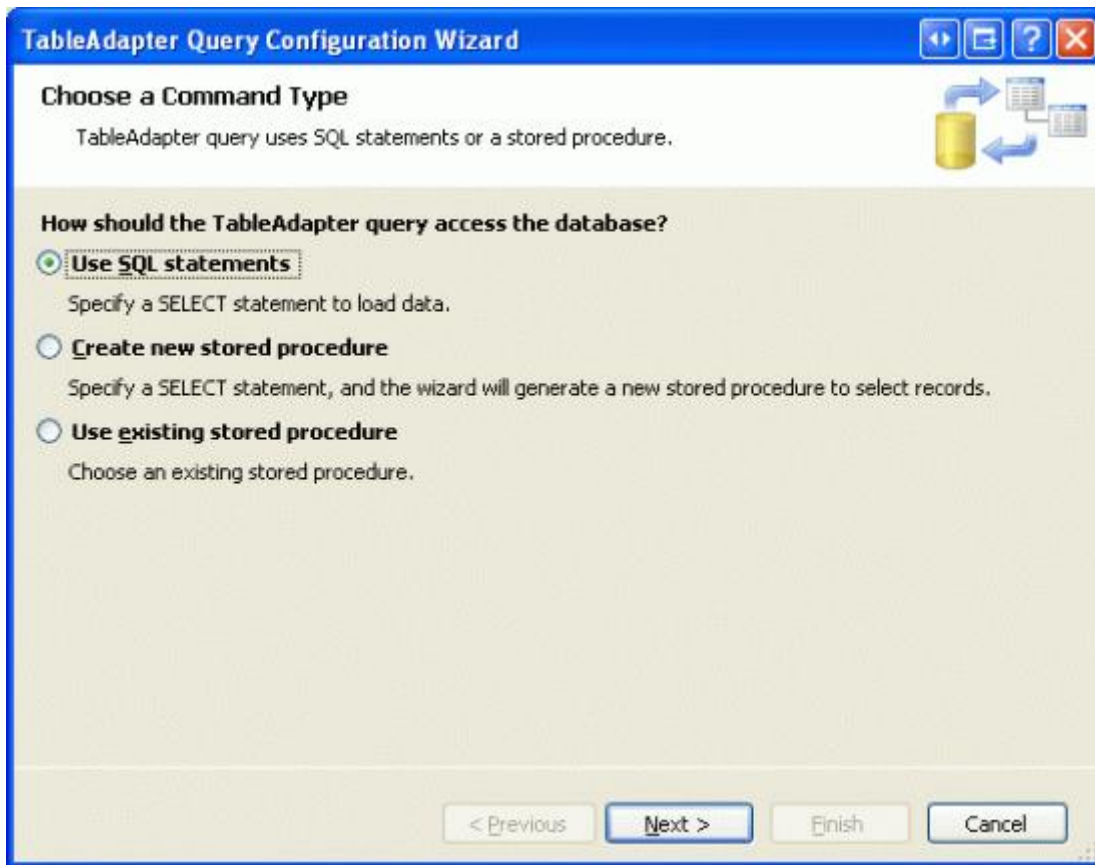 TableAdapter Query Configuration Wizard
Choose a Command Type
TableAdapter query uses SQL statements or a stored procedure.
How should the TableAdapter query access the database?
Use SQL statements
Specify a SELECT statement to load data.
Create new stored procedure
Specify a SELECT statement, and the wizard will generate a new stored procedure to select records.
Use existing stored procedure
Choose an existing stored procedure.
< Previous Next > Finish Cancel